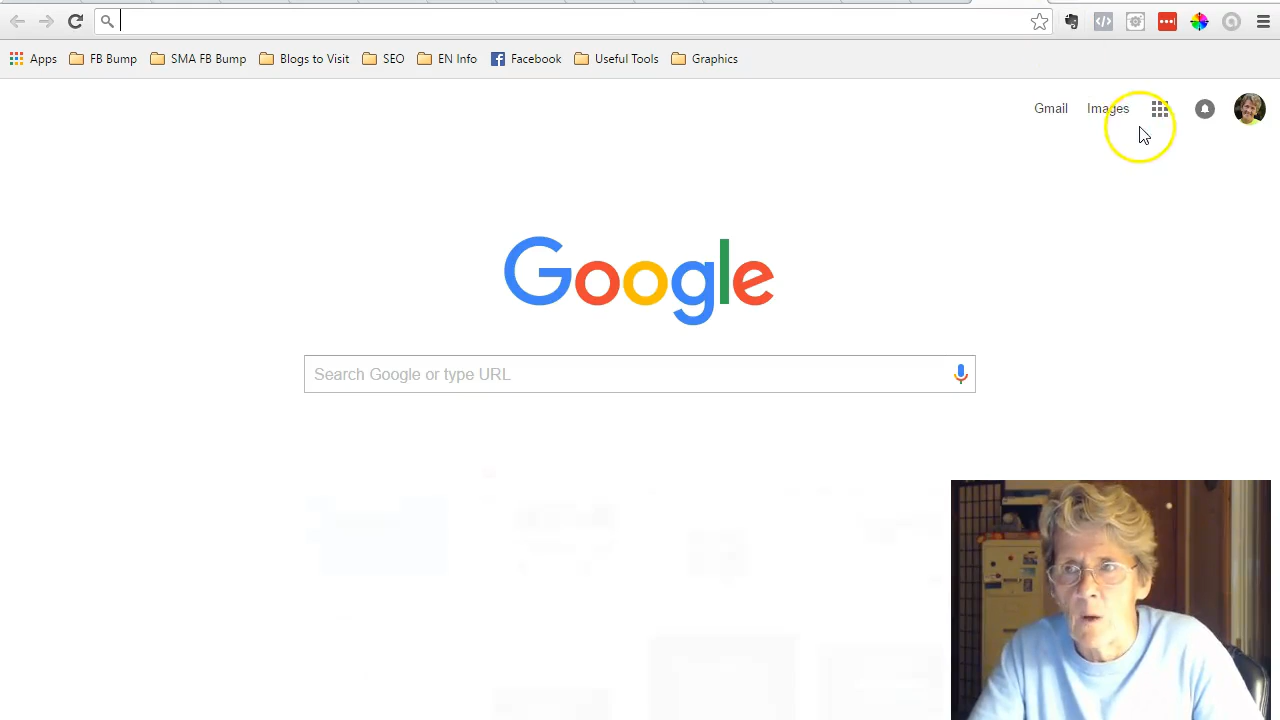 Apps FB Bump SMA FB Bump Blogs to Visit SEO EN Info Facebook Useful Tools Graphics
Gmail Images
Google
Search Google or type URL